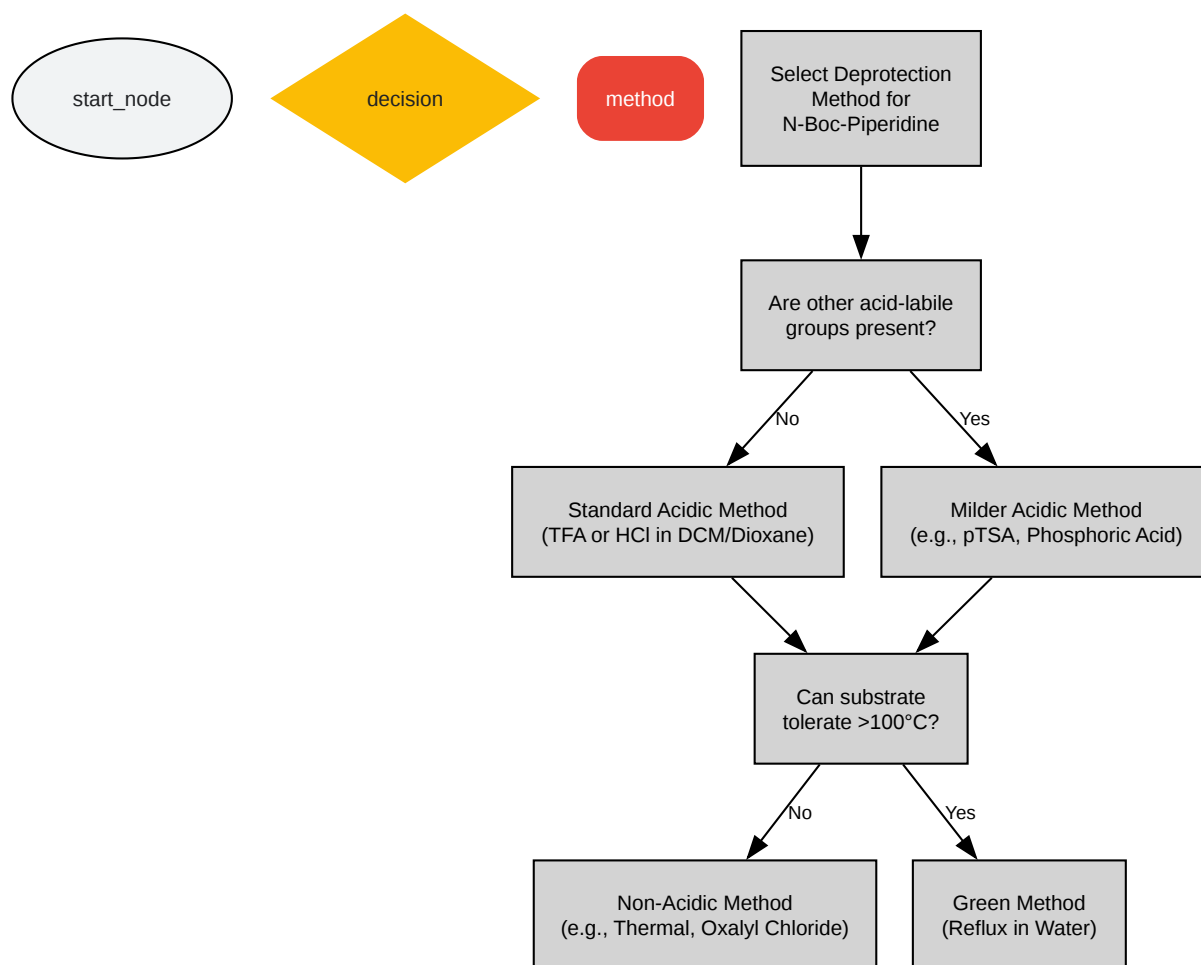 start_node
decision
method
Select Deprotection
Method for
N-Boc-Piperidine
Are other acid-labile
groups present?
No
Yes
Standard Acidic Method
(TFA or HCl in DCM/Dioxane)
Milder Acidic Method
(e.g., pTSA, Phosphoric Acid)
Can substrate
tolerate >100°C?
No
Yes
Non-Acidic Method
(e.g., Thermal, Oxalyl Chloride)
Green Method
(Reflux in Water)